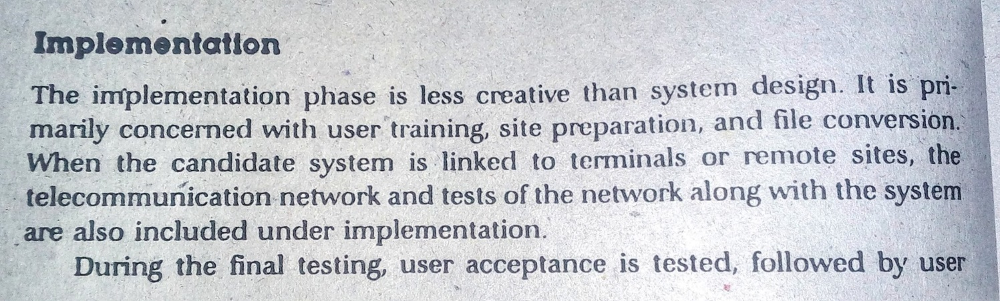 Implementation
The implementation phase is less creative than system design. It is pri-
marily concerned with user training, site preparation, and file conversion.
When the candidate system is linked to terminals or remote sites, the
telecommunication network and tests of the network along with the system
are also included under implementation.
During the final testing, user acceptance is tested, followed by user